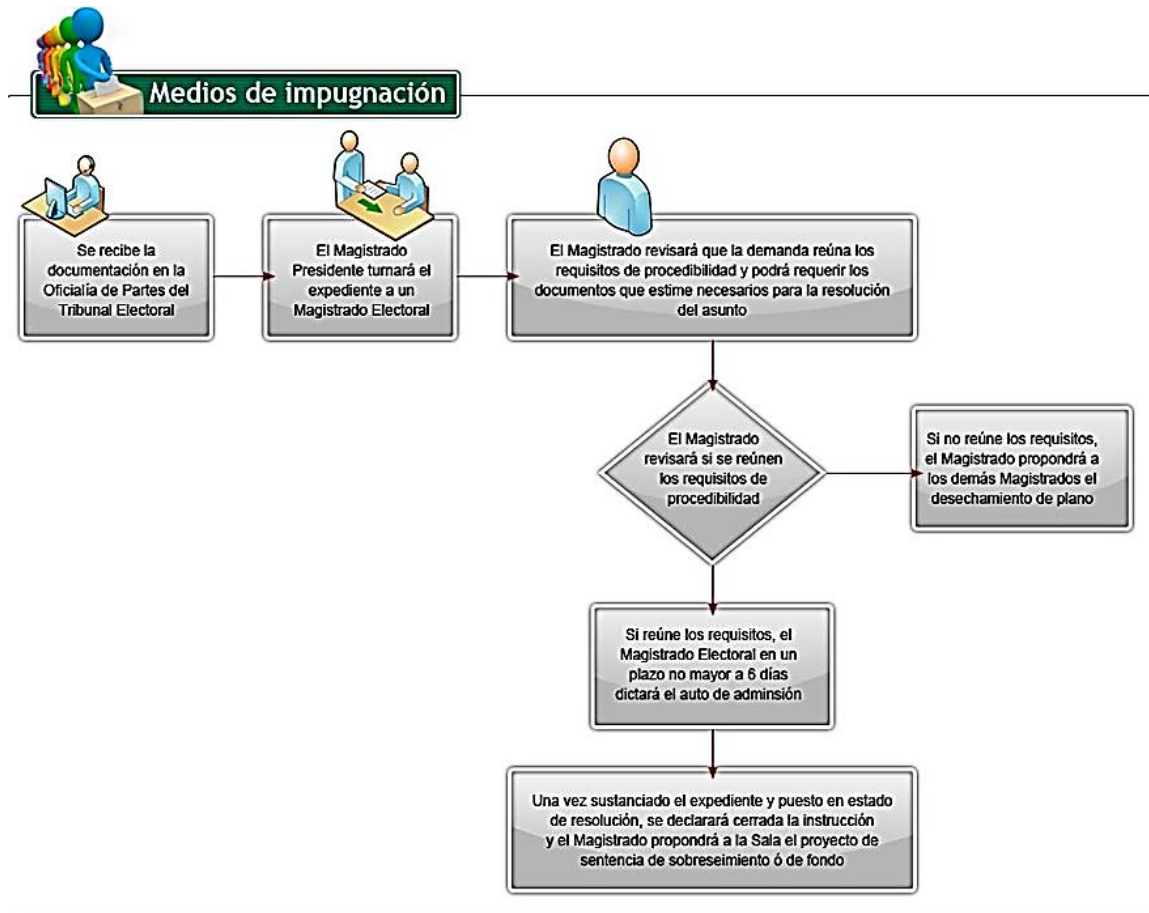 Medios de impugnación
Se recibe la
documentación en la
Oficialía de Partes del
Tribunal Electoral
El Magistrado
Presidente turnará el
expediente a un
Magistrado Electoral
El Magistrado revisará que la demanda reúna los
requisitos de procedibilidad y podrá requerir los
documentos que estime necesarios para la resolución
del asunto
El Magistrado
revisará si se reúnen
los requisitos de
procedibilidad
Si no reúne los requisitos,
el Magistrado propondrá a
los demás Magistrados el
desechamiento de plano
Si reúne los requisitos, el
Magistrado Electoral en un
plazo no mayor a 6 días
dictará el auto de adminsión
Una vez sustanciado el expediente y puesto en estado
de resolución, se declarará cerrada la instrucción
y el Magistrado propondrá a la Sala el proyecto de
sentencia de sobreseimiento ó de fondo